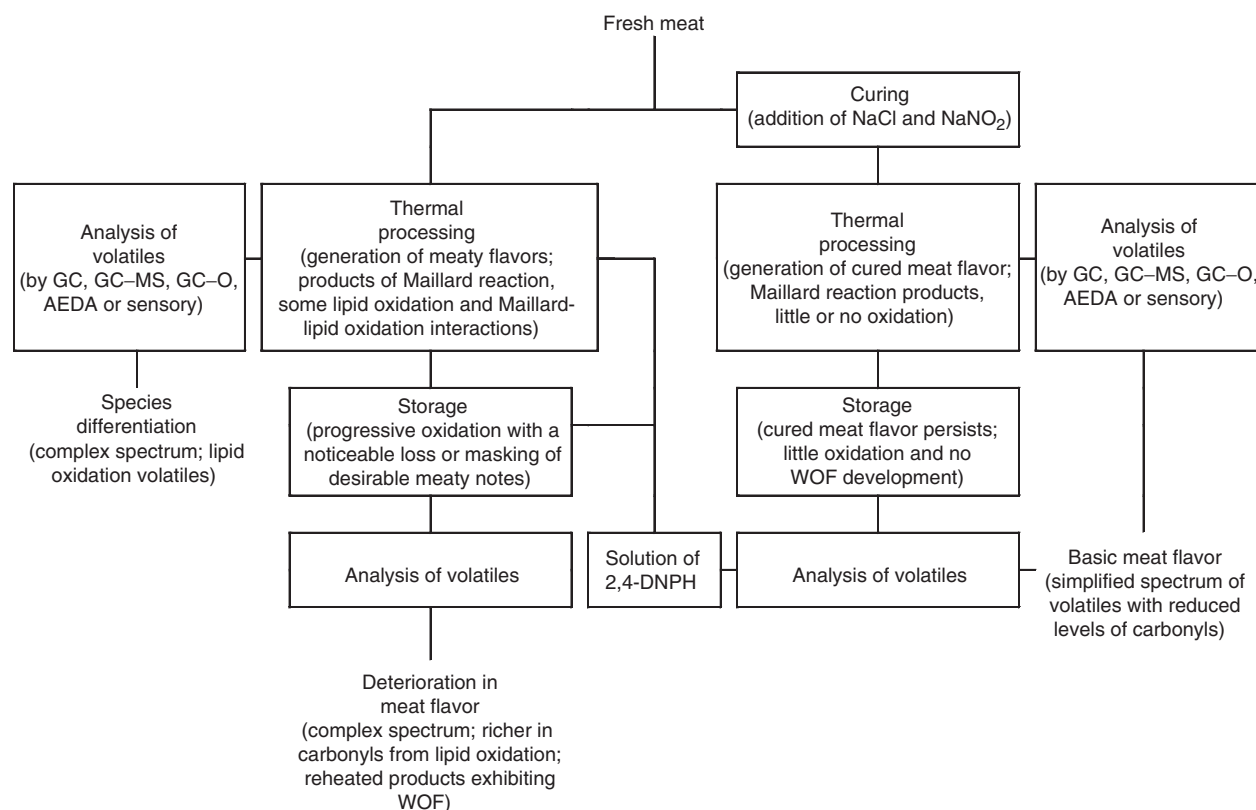 Fresh meat
Curing
(addition of NaCl and NaNO₂)
Analysis of
volatiles
(by GC, GC–MS, GC–O,
AEDA or sensory)
Thermal
processing
(generation of meaty flavors;
products of Maillard reaction,
some lipid oxidation and Maillard-
lipid oxidation interactions)
Thermal
processing
(generation of cured meat flavor;
Maillard reaction products,
little or no oxidation)
Analysis of
volatiles
(by GC, GC–MS, GC–O,
AEDA or sensory)
Species
differentiation
(complex spectrum; lipid
oxidation volatiles)
Storage
(progressive oxidation with a
noticeable loss or masking of
desirable meaty notes)
Storage
(cured meat flavor persists;
little oxidation and no
WOF development)
Analysis of volatiles
Solution of
2,4-DNPH
Analysis of volatiles
Basic meat flavor
(simplified spectrum of
volatiles with reduced
levels of carbonyls)
Deterioration in
meat flavor
(complex spectrum; richer in
carbonyls from lipid oxidation;
reheated products exhibiting
WOF)